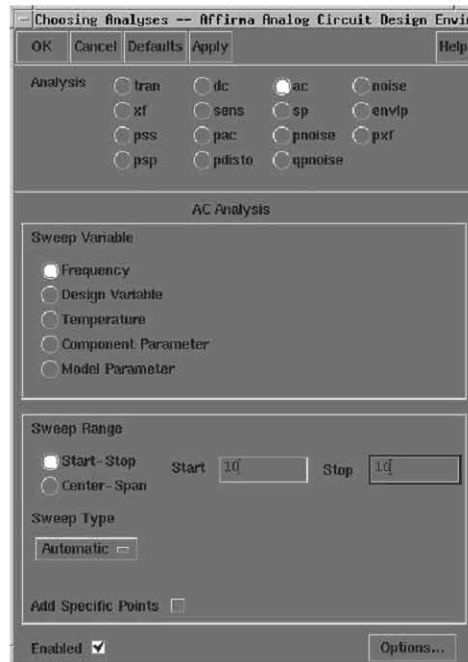 Choosing Analyses -- Affirma Analog Circuit Design Envi
OK Cancel Defaults Apply Help
Analysis tran dc ac noise
xf sens sp envlp
pss pac pnoise pxf
psp pdisto qpnoise
AC Analysis
Sweep Variable
Frequency
Design Variable
Temperature
Component Parameter
Model Parameter
Sweep Range
Start-Stop Start 10 Stop
Center-Span
Sweep Type
Automatic
Add Specific Points
Enabled Options...